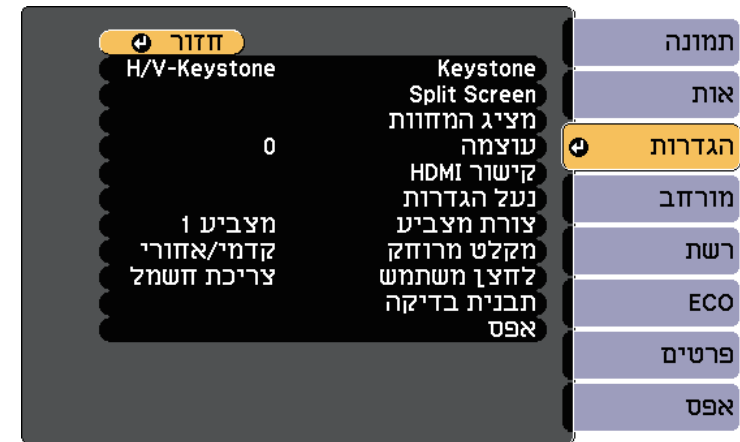 תמונה
אות
הגדרות
מורחב
רשת
ECO
פרטים
אפס
חזור
Keystone H/V-Keystone
Split Screen
מציג המחוות
עוצמה 0
קישור HDMI
נעל הגדרות
צורת מצביע מצביע 1
מקלט מרוחק קדמי/אחורי
לחצן משתמש צריכת חשמל
תבנית בדיקה
אפס